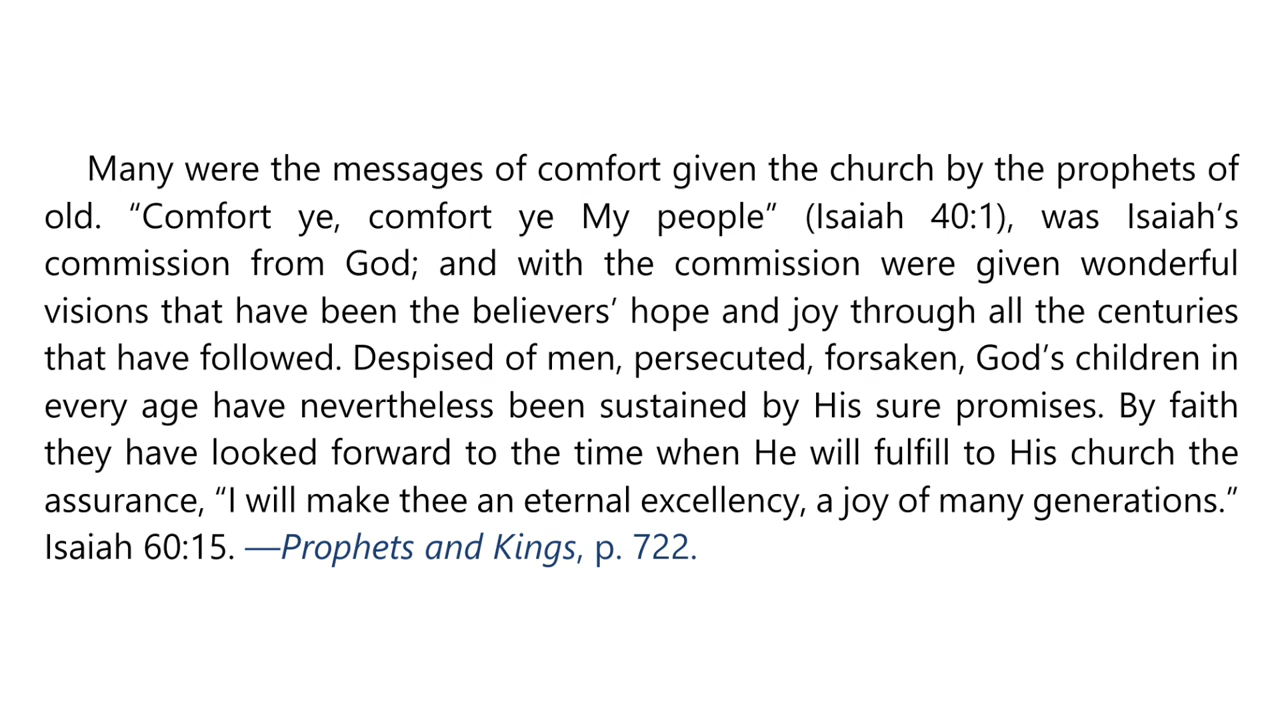 Many were the messages of comfort given the church by the prophets of
old. “Comfort ye, comfort ye My people” (Isaiah 40:1), was Isaiah’s
commission from God; and with the commission were given wonderful
visions that have been the believers’ hope and joy through all the centuries
that have followed. Despised of men, persecuted, forsaken, God’s children in
every age have nevertheless been sustained by His sure promises. By faith
they have looked forward to the time when He will fulfill to His church the
assurance, “I will make thee an eternal excellency, a joy of many generations.”
Isaiah 60:15. —Prophets and Kings, p. 722.